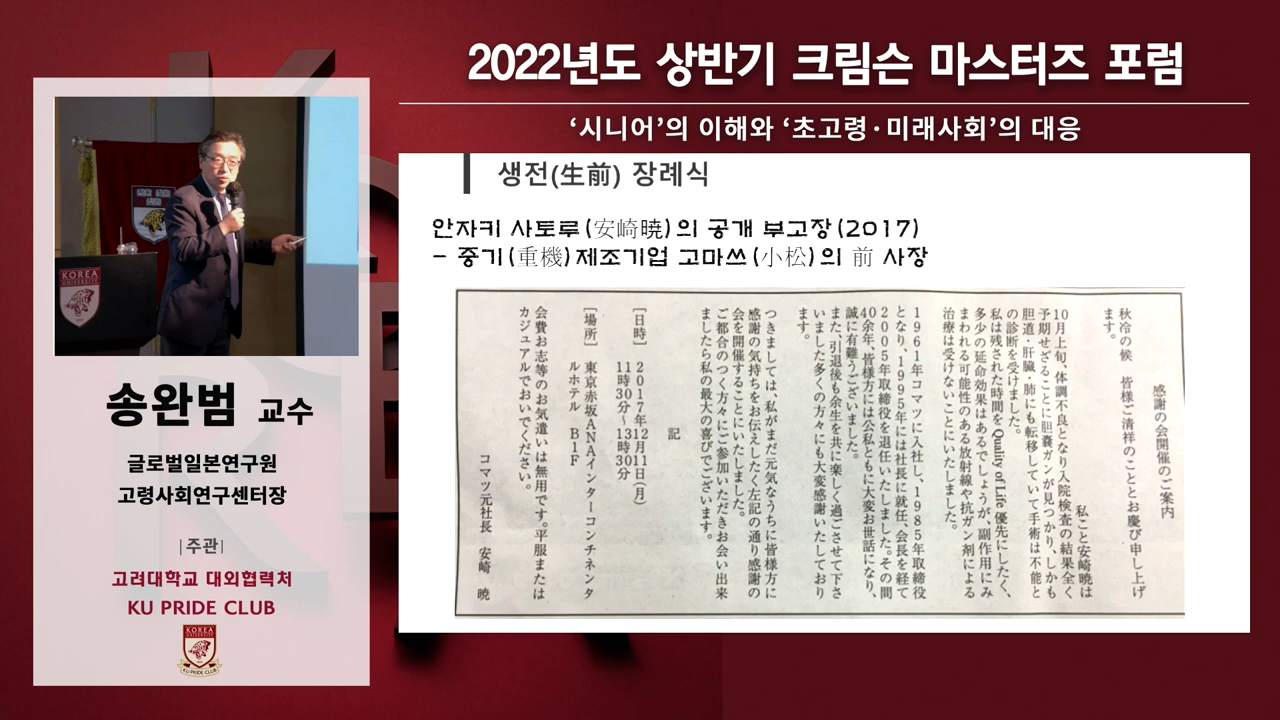 2022년도 상반기 크림슨 마스터즈 포럼
‘시니어’의 이해와 ‘초고령·미래사회’의 대응
생전(生前) 장례식
안자키 사토루(安崎暁)의 공개 부고장(2017)
- 중기(重機)제조기업 고마쓰(小松)의 前 사장
感謝の会開催のご案内
秋冷の候 皆様ご清祥のこととお慶び申し上げ
ます。
私こと安崎暁は
10月上旬、体調不良となり入院検査の結果全く
予期せざることに胆嚢ガンが見つかり、しかも
胆道・肝臓・肺にも転移していて手術は不能と
の診断を受けました。
私は残された時間を Quality of Life 優先にしたく、
多少の延命効果はあるでしょうが、副作用にみ
まわれる可能性のある放射線や抗ガン剤による
治療は受けないことにいたしました。
1961年コマツに入社し、1985年取締役
となり、1995年には社長に就任、会長を経て
2005年取締役を退任いたしました。その間
40余年、皆様方には公私ともに大変お世話になり、
誠に有難うございました。
また、引退後も余生を共に楽しく過ごさせて下さ
いました多くの方々にも大変感謝いたしており
ます。
つきましては、私がまだ元気なうちに皆様方に
感謝の気持ちをお伝えしたく左記の通り感謝の
会を開催することにいたしました。
ご都合のつく方々にご参加いただきお会い出来
ましたら私の最大の喜びでございます。
記
[日時] 2017年12月11日(月)
11時30分~13時30分
[場所] 東京赤坂ANAインターコンチネンタ
ルホテル B1F
会費お志等のお気遣いは無用です。平服または
カジュアルでおいでください。
コマツ元社長 安崎 暁
KOREA
UNIVERSITY
송완범 교수
글로벌일본연구원
고령사회연구센터장
|주관|
고려대학교 대외협력처
KU PRIDE CLUB
KOREA
UNIVERSITY
KU PRIDE CLUB